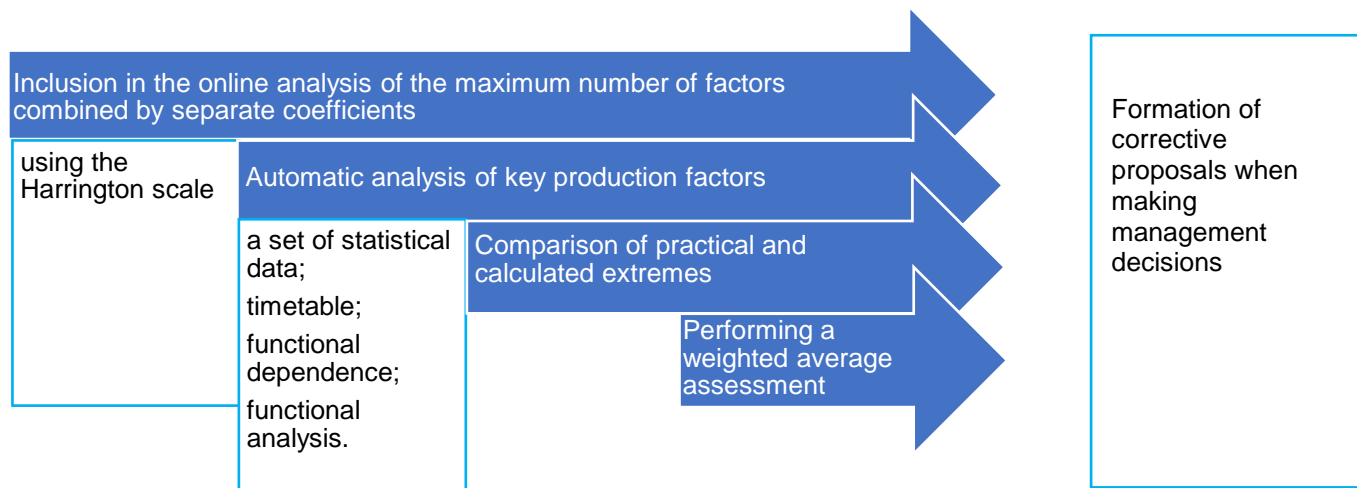 Inclusion in the online analysis of the maximum number of factors
combined by separate coefficients
using the
Harrington scale
Automatic analysis of key production factors
a set of statistical
data;
timetable;
functional
dependence;
functional
analysis.
Comparison of practical and
calculated extremes
Performing a
weighted average
assessment
Formation of
corrective
proposals when
making
management
decisions